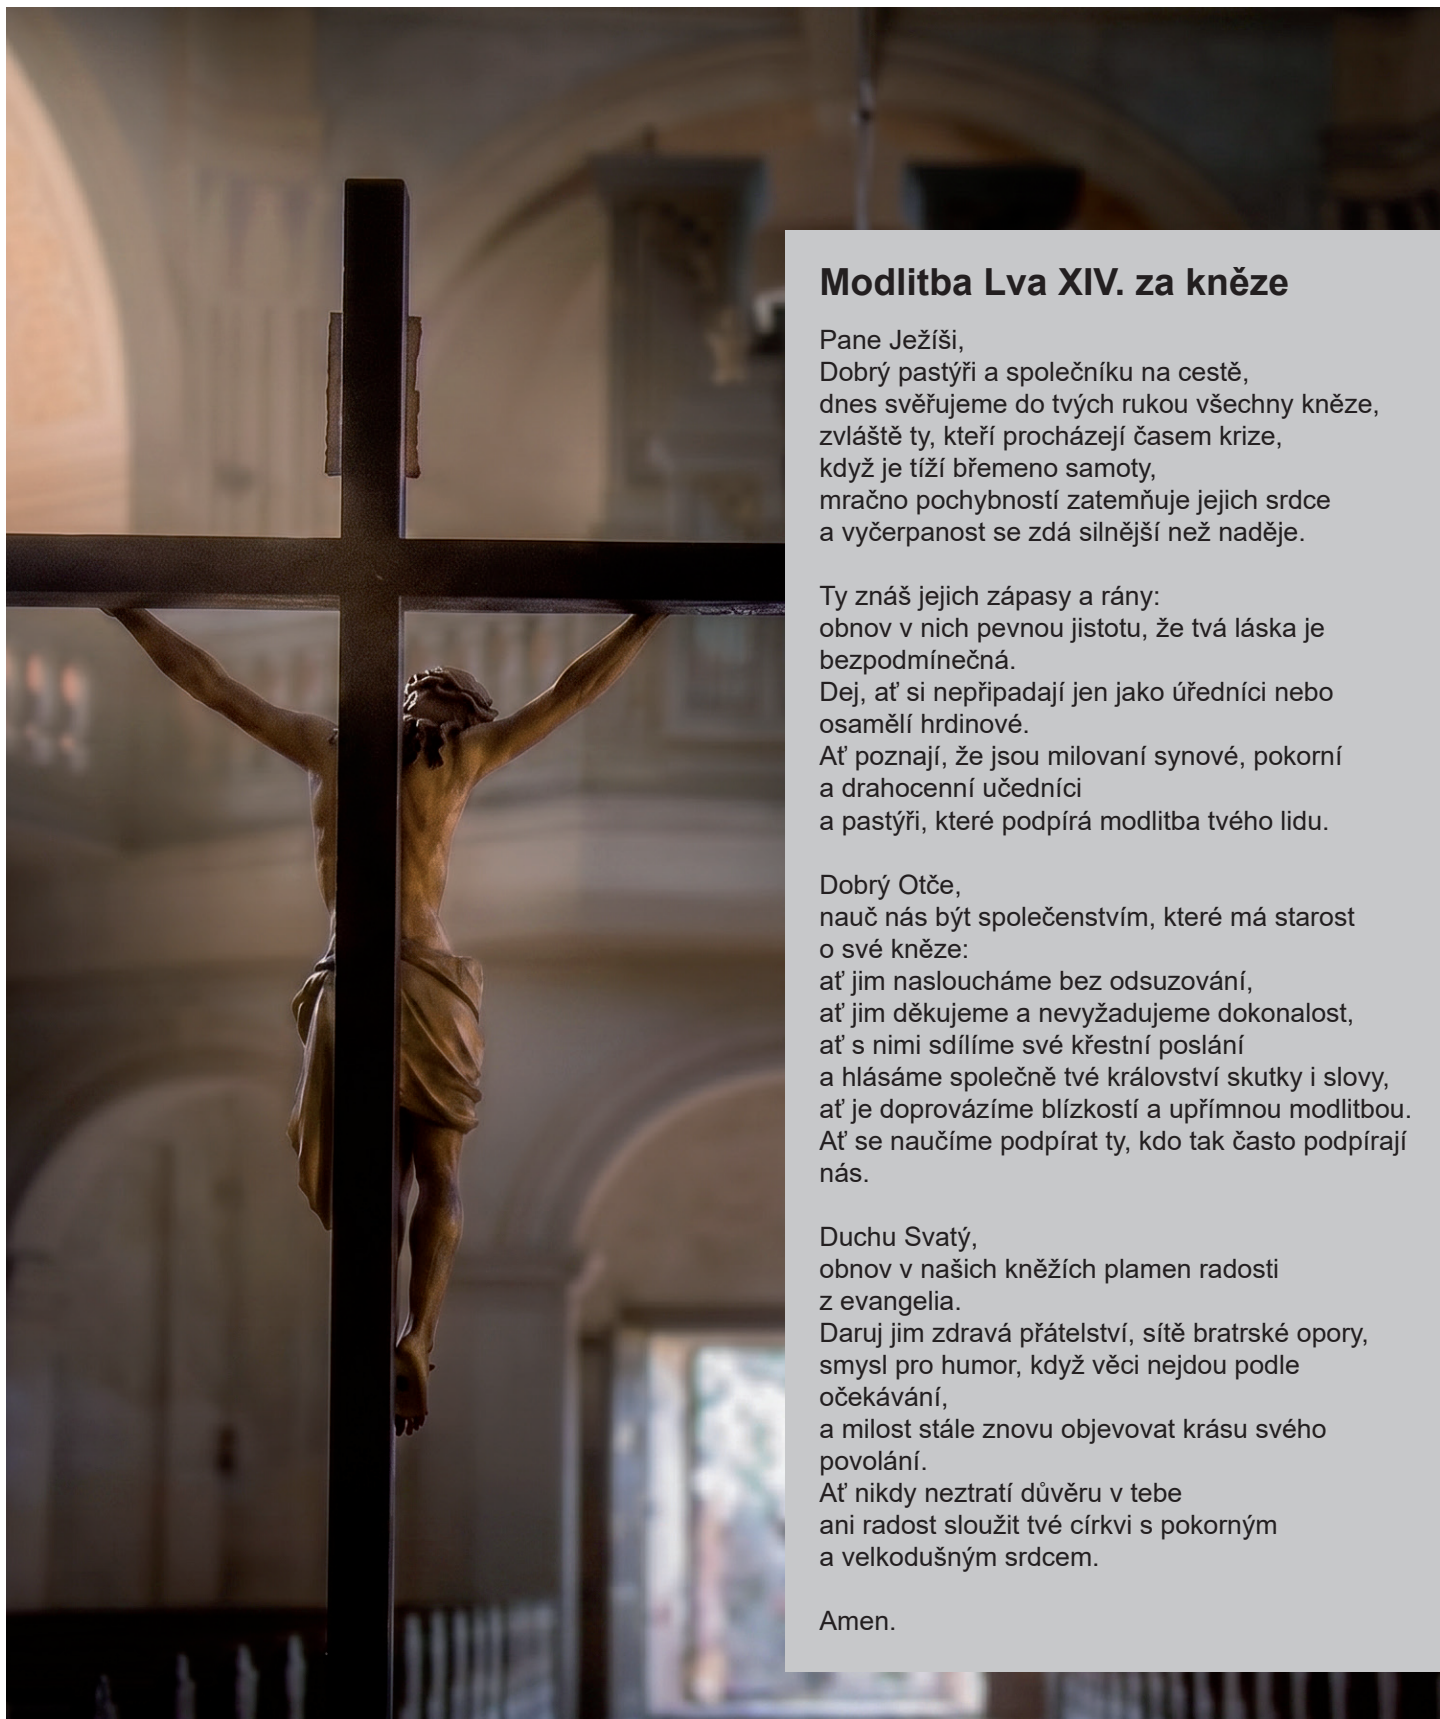 Modlitba Lva XIV. za kněze
Pane Ježíši,
Dobrý pastýři a společníku na cestě,
dnes svěřujeme do tvých rukou všechny kněze,
zvláště ty, kteří procházejí časem krize,
když je tíží břemeno samoty,
mračno pochybností zatemňuje jejich srdce
a vyčerpanost se zdá silnější než naděje.
Ty znáš jejich zápasy a rány:
obnov v nich pevnou jistotu, že tvá láska je
bezpodmínečná.
Dej, ať si nepřipadají jen jako úředníci nebo
osamělí hrdinové.
Ať poznají, že jsou milovaní synové, pokorní
a drahocenní učedníci
a pastýři, které podpírá modlitba tvého lidu.
Dobrý Otče,
nauč nás být společenstvím, které má starost
o své kněze:
ať jim nasloucháme bez odsuzování,
ať jim děkujeme a nevyžadujeme dokonalost,
ať s nimi sdílíme své křestní poslání
a hlásáme společně tvé království skutky i slovy,
ať je doprovázíme blízkostí a upřímnou modlitbou.
Ať se naučíme podpírat ty, kdo tak často podpírají
nás.
Duchu Svatý,
obnov v našich kněžích plamen radosti
z evangelia.
Daruj jim zdravá přátelství, sítě bratrské opory,
smysl pro humor, když věci nejdou podle
očekávání,
a milost stále znovu objevovat krásu svého
povolání.
Ať nikdy neztratí důvěru v tebe
ani radost sloužit tvé církvi s pokorným
a velkodušným srdcem.
Amen.